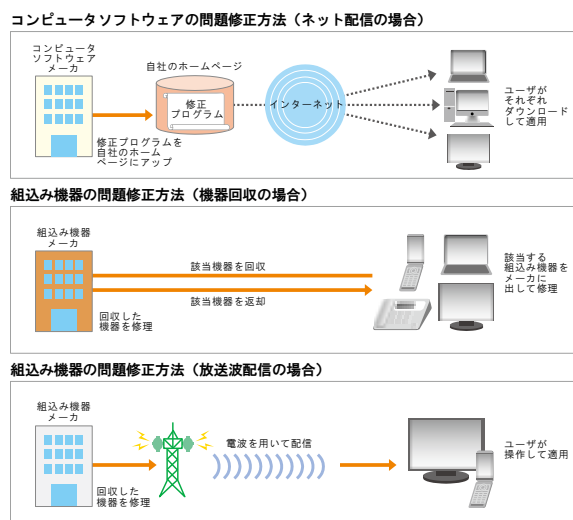 コンピュータソフトウェアの問題修正方法（ネット配信の場合）
コンピュータ
ソフトウェア
メーカ
自社のホームページ
修正
プログラム
インターネット
ユーザが
それぞれ
ダウンロード
して適用
修正プログラムを
自社のホーム
ページにアップ
組込み機器の問題修正方法（機器回収の場合）
組込み機器
メーカ
該当機器を回収
該当機器を返却
回収した
機器を修理
該当する
組込み機器を
メーカに
出して修理
組込み機器の問題修正方法（放送波配信の場合）
組込み機器
メーカ
電波を用いて配信
回収した
機器を修理
ユーザが
操作して適用